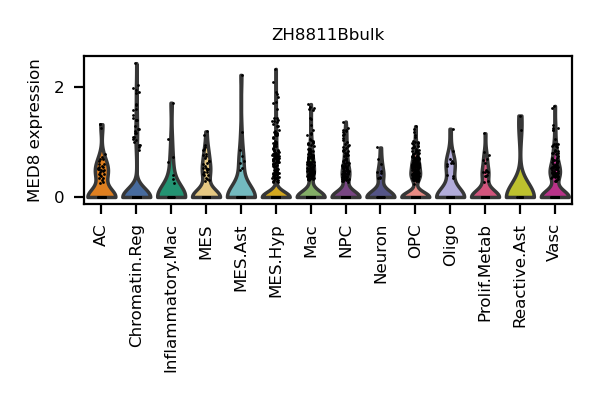 ZH8811Bbulk
MED8 expression
2
0
AC
Chromatin.Reg
Inflammatory.Mac
MES
MES.Ast
MES.Hyp
Mac
NPC
Neuron
OPC
Oligo
Prolif.Metab
Reactive.Ast
Vasc